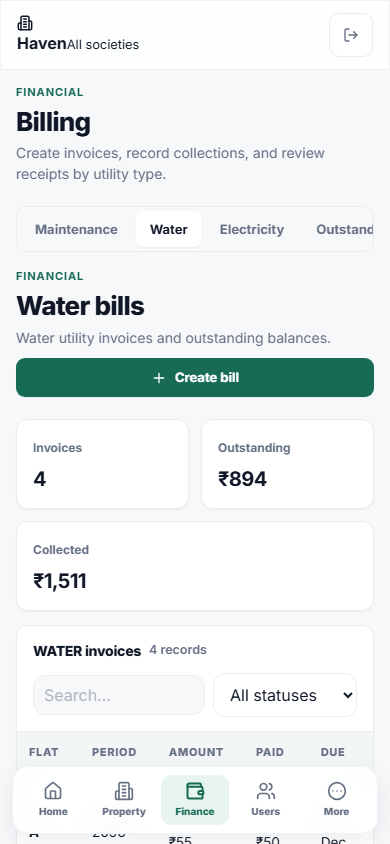 HavenAll societies
FINANCIAL
Billing
Create invoices, record collections, and review
receipts by utility type.
Maintenance Water Electricity Outstand
FINANCIAL
Water bills
Water utility invoices and outstanding balances.
+ Create bill
Invoices Outstanding
4 ₹894
Collected
₹1,511
WATER invoices 4 records
Search... All statuses
FLAT PERIOD AMOUNT PAID DUE
₹55 ₹50 Dec
Home Property Finance Users More